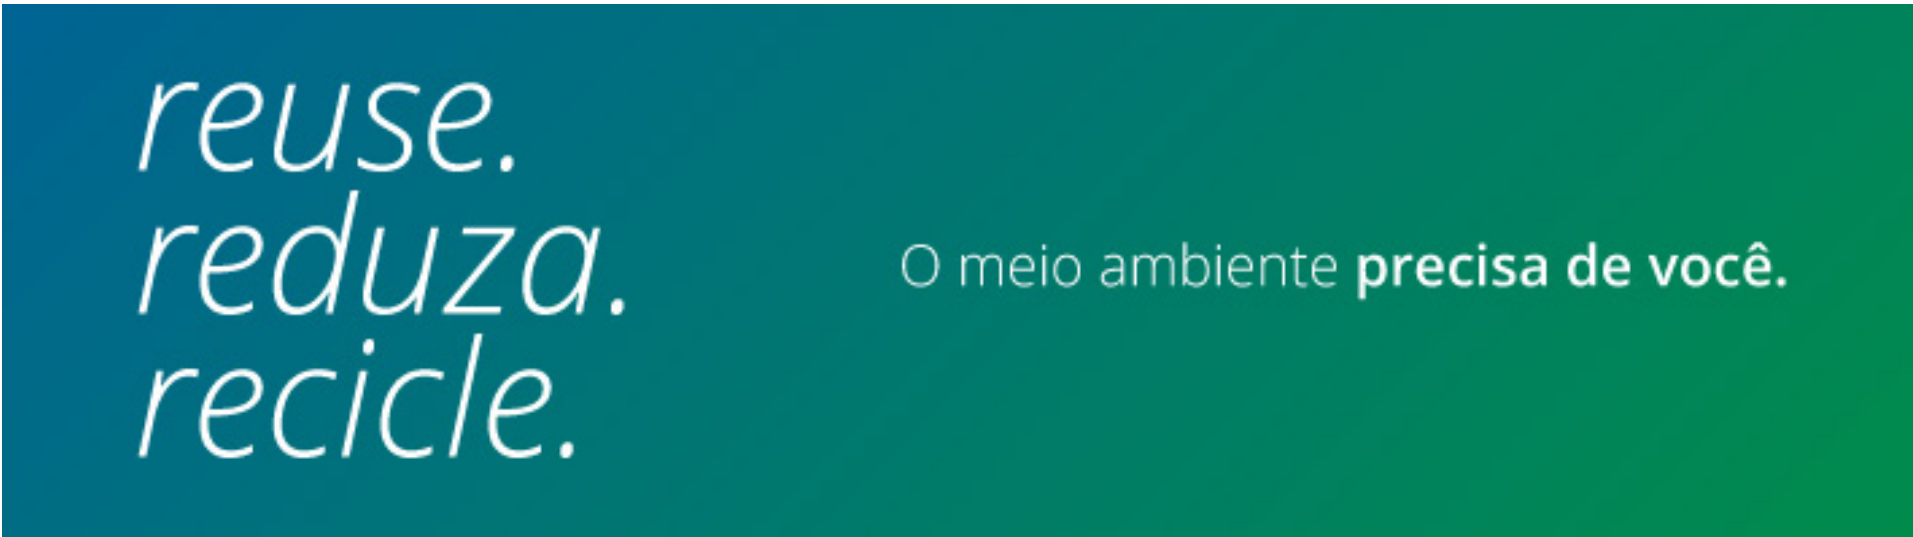 reuse.
reduza.
recicle.
O meio ambiente precisa de você.